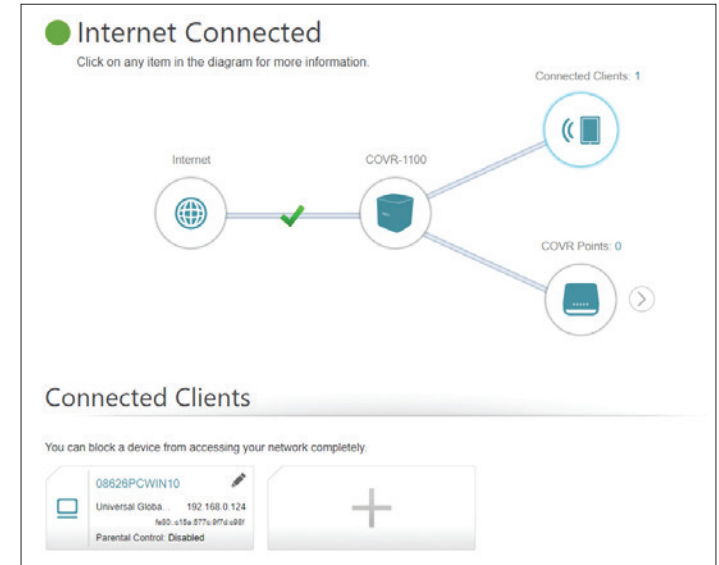 Internet Connected
Click on any item in the diagram for more information.
Connected Clients: 1
Internet
COVR-1100
COVR Points: 0
Connected Clients
You can block a device from accessing your network completely.
08626PCWIN10
Universal Globa... 192.168.0.124
Parental Control: Disabled